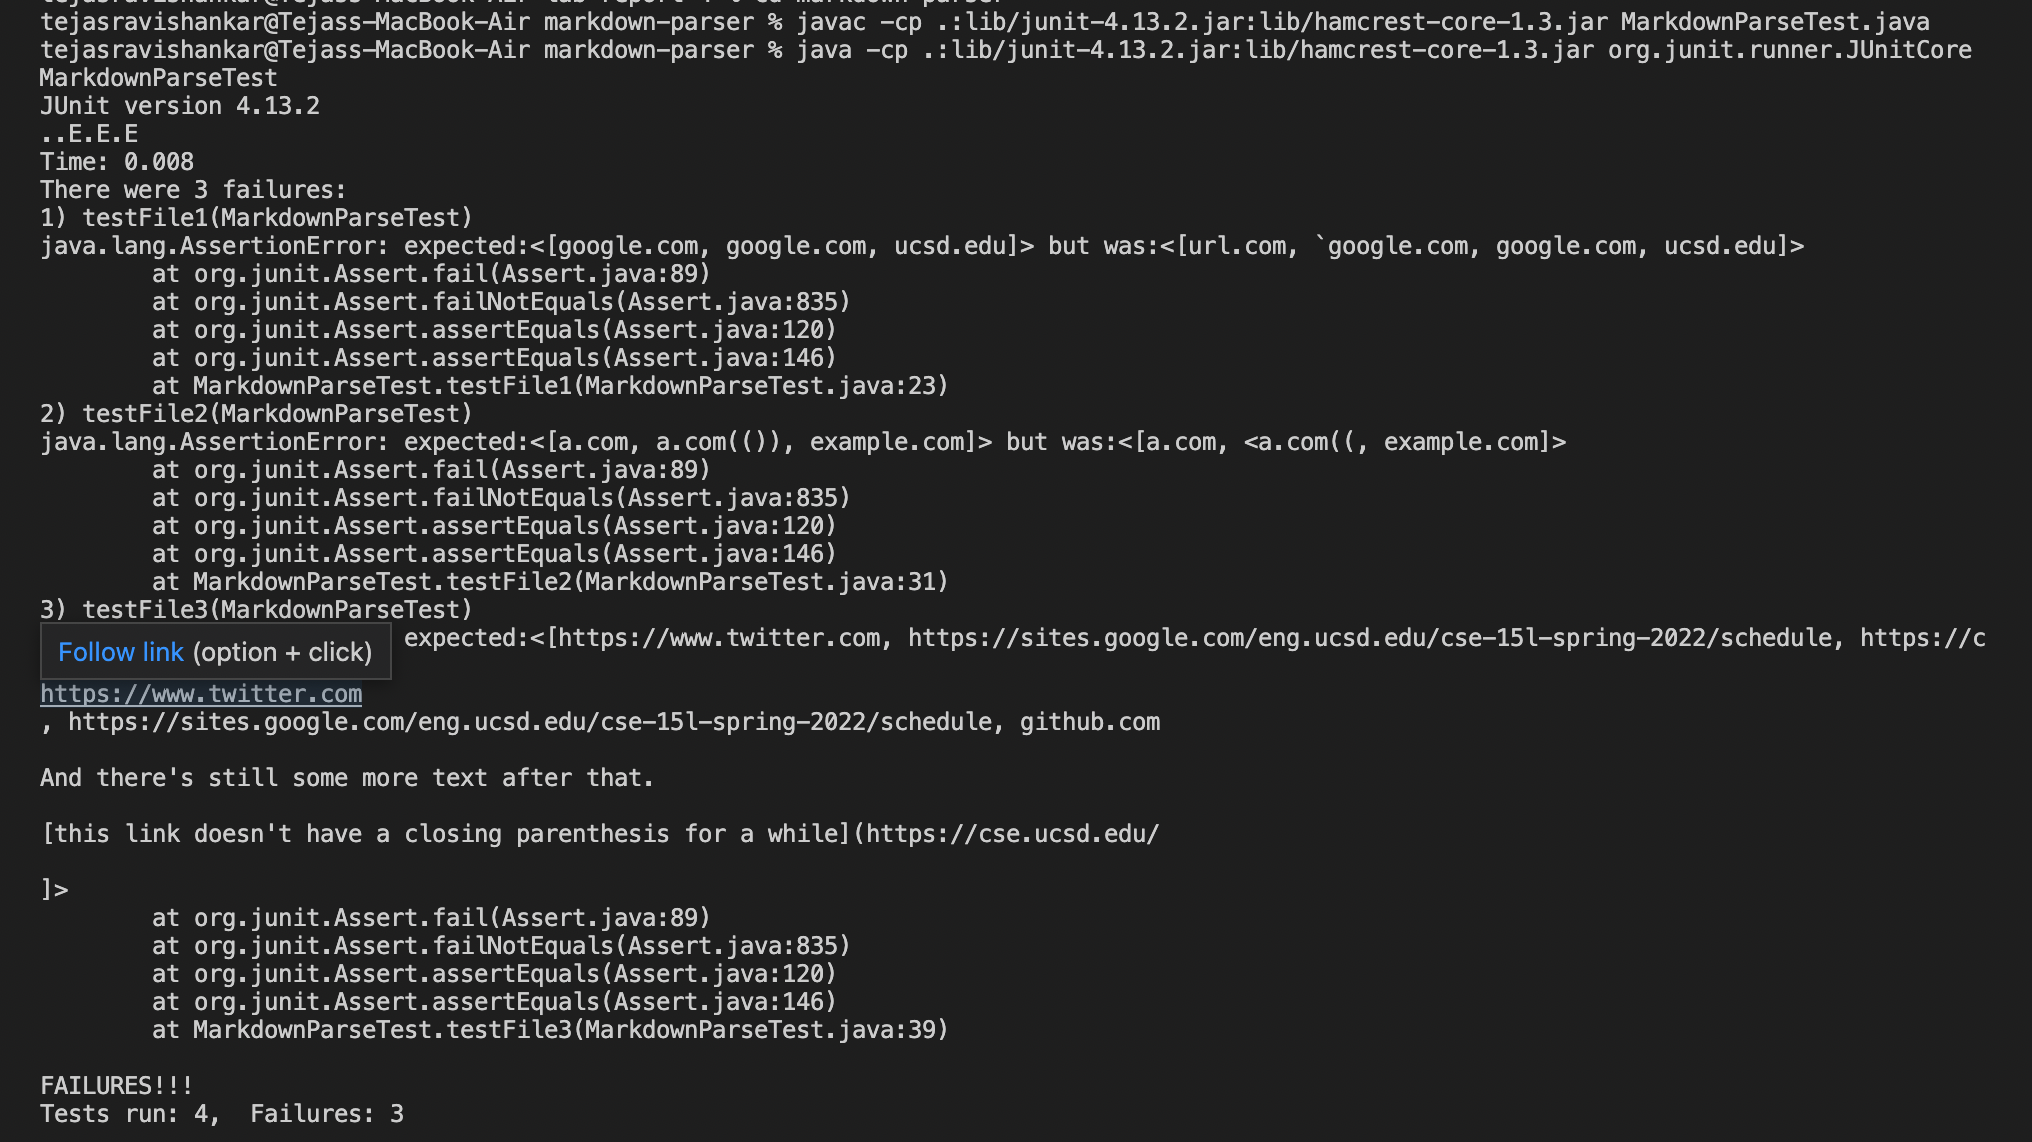 tejasravishankar@Tejass-MacBook-Air markdown-parser % javac -cp .:lib/junit-4.13.2.jar:lib/hamcrest-core-1.3.jar MarkdownParseTest.java
tejasravishankar@Tejass-MacBook-Air markdown-parser % java -cp .:lib/junit-4.13.2.jar:lib/hamcrest-core-1.3.jar org.junit.runner.JUnitCore
MarkdownParseTest
JUnit version 4.13.2
..E.E.E
Time: 0.008
There were 3 failures:
1) testFile1(MarkdownParseTest)
java.lang.AssertionError: expected:<[google.com, google.com, ucsd.edu]> but was:<[url.com, `google.com, google.com, ucsd.edu]>
        at org.junit.Assert.fail(Assert.java:89)
        at org.junit.Assert.failNotEquals(Assert.java:835)
        at org.junit.Assert.assertEquals(Assert.java:120)
        at org.junit.Assert.assertEquals(Assert.java:146)
        at MarkdownParseTest.testFile1(MarkdownParseTest.java:23)
2) testFile2(MarkdownParseTest)
java.lang.AssertionError: expected:<[a.com, a.com(()), example.com]> but was:<[a.com, <a.com((, example.com]>
        at org.junit.Assert.fail(Assert.java:89)
        at org.junit.Assert.failNotEquals(Assert.java:835)
        at org.junit.Assert.assertEquals(Assert.java:120)
        at org.junit.Assert.assertEquals(Assert.java:146)
        at MarkdownParseTest.testFile2(MarkdownParseTest.java:31)
3) testFile3(MarkdownParseTest)
expected:<[https://www.twitter.com, https://sites.google.com/eng.ucsd.edu/cse-15l-spring-2022/schedule, https://c
Follow link (option + click)
https://www.twitter.com
, https://sites.google.com/eng.ucsd.edu/cse-15l-spring-2022/schedule, github.com
And there's still some more text after that.
[this link doesn't have a closing parenthesis for a while](https://cse.ucsd.edu/
]>
        at org.junit.Assert.fail(Assert.java:89)
        at org.junit.Assert.failNotEquals(Assert.java:835)
        at org.junit.Assert.assertEquals(Assert.java:120)
        at org.junit.Assert.assertEquals(Assert.java:146)
        at MarkdownParseTest.testFile3(MarkdownParseTest.java:39)
FAILURES!!!
Tests run: 4,  Failures: 3